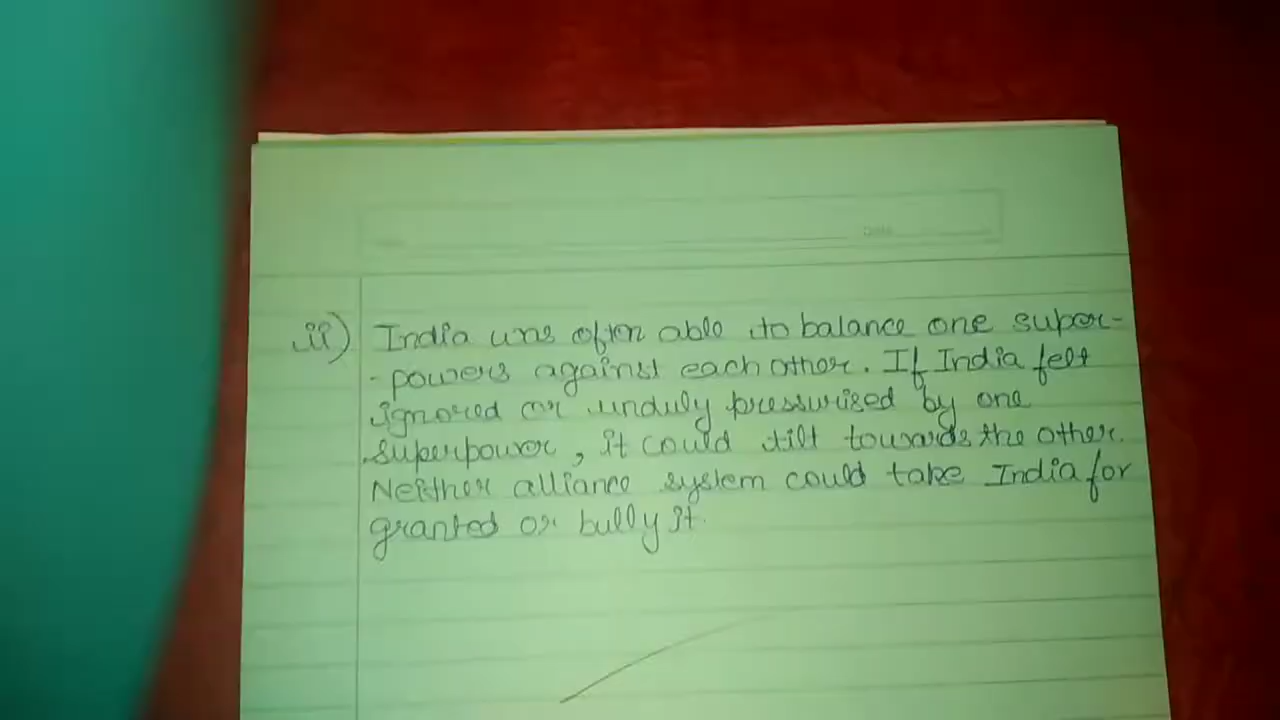 Date
ii) India was often able to balance one super-
-powers against each other. If India felt
ignored or unduly pressurised by one
superpower, it could tilt towards the other.
Neither alliance system could take India for
granted or bully it.